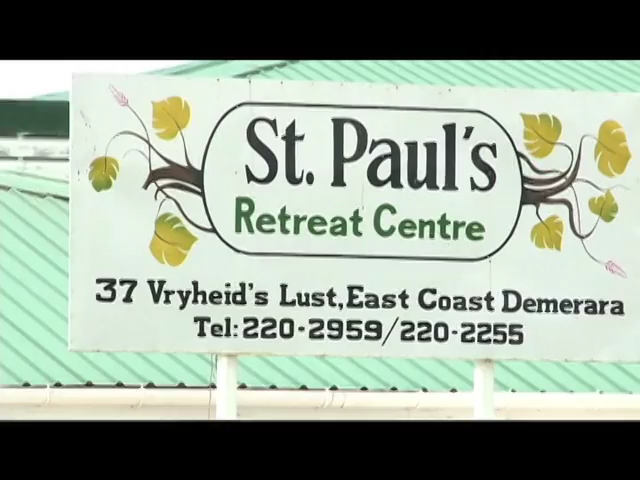 St. Paul's
Retreat Centre
37 Vryheid's Lust, East Coast Demerara
Tel: 220-2959/220-2255